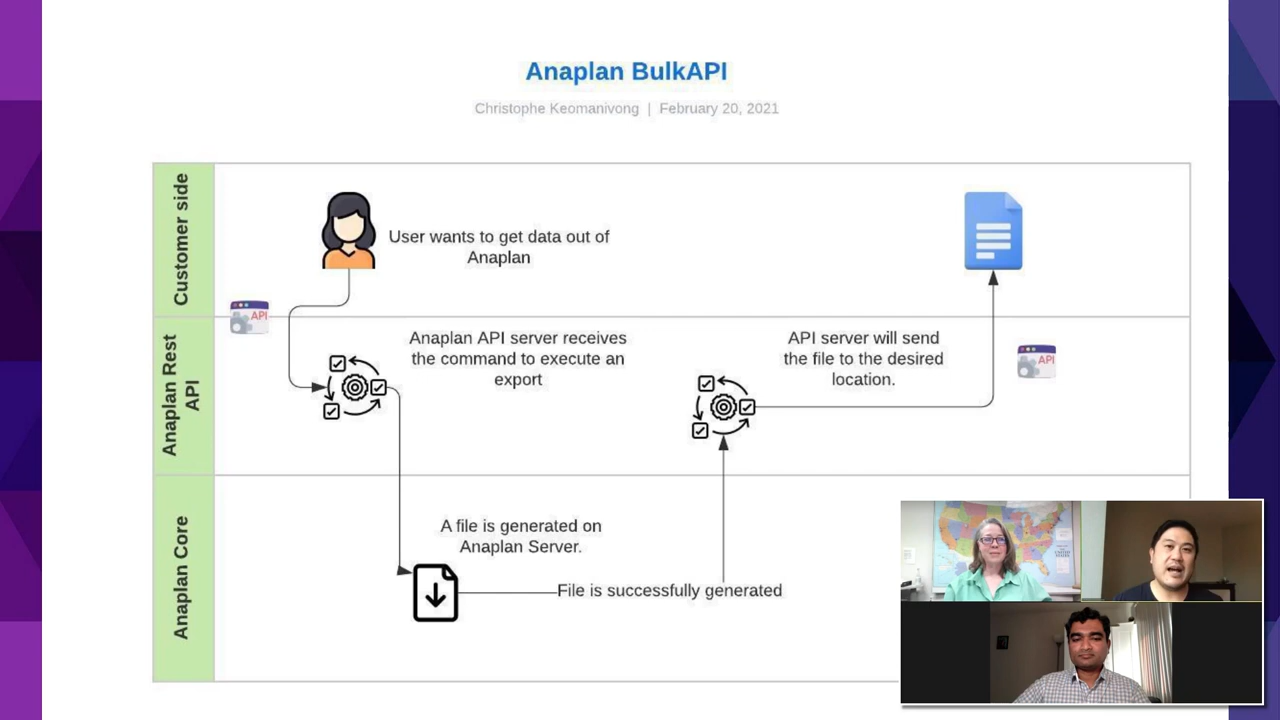 Anaplan BulkAPI
Christophe Keomanivong | February 20, 2021
Customer side
User wants to get data out of
Anaplan
API
Anaplan Rest
API
Anaplan API server receives
the command to execute an
export
API server will send
the file to the desired
location.
API
Anaplan Core
A file is generated on
Anaplan Server.
File is successfully generated